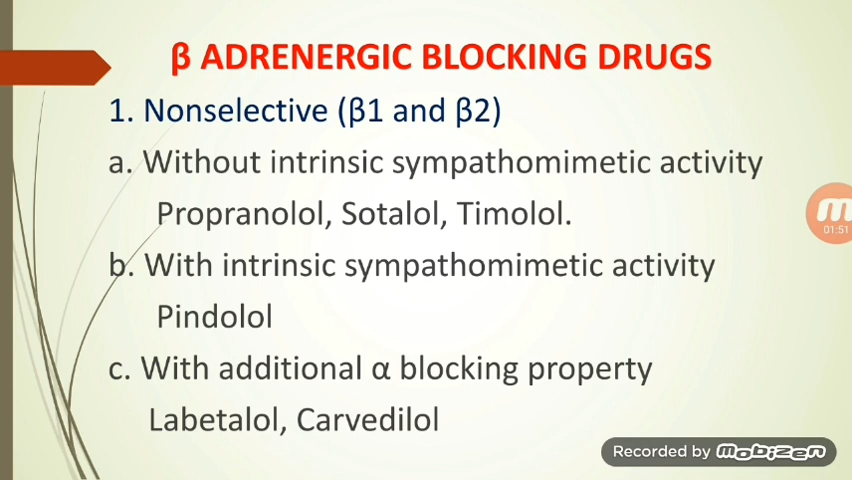 β ADRENERGIC BLOCKING DRUGS
1. Nonselective (β1 and β2)
a. Without intrinsic sympathomimetic activity
Propranolol, Sotalol, Timolol.
01:51
b. With intrinsic sympathomimetic activity
Pindolol
c. With additional α blocking property
Labetalol, Carvedilol
Recorded by mobizen